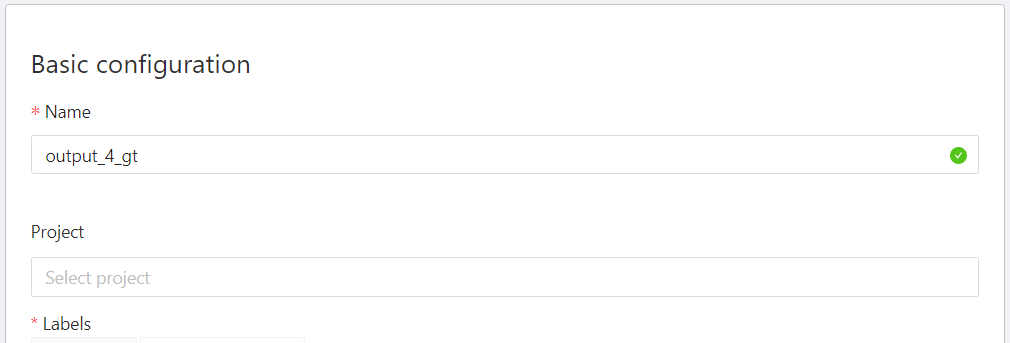 Basic configuration
* Name
output_4_gt
Project
Select project
* Labels